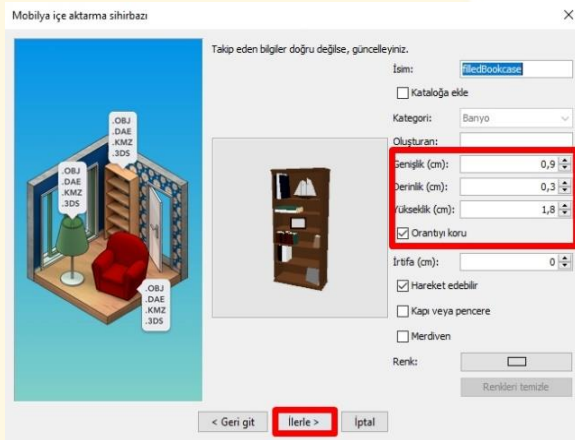 Mobilya içe aktarma sihirbazı
Takip eden bilgiler doğru değilse, güncelleyiniz.
İsim: filledBookcase
Kataloğa ekle
Kategori: Banyo
Oluşturan:
Genişlik (cm): 0,9
Derinlik (cm): 0,3
Yükseklik (cm): 1,8
Orantıyı koru
İrtifa (cm): 0
Hareket edebilir
Kapı veya pencere
Merdiven
Renk:
Renkleri temizle
.OBJ
.DAE
.KMZ
.3DS
.OBJ
.DAE
.KMZ
.3DS
.OBJ
.DAE
.KMZ
.3DS
< Geri git İlerle > İptal